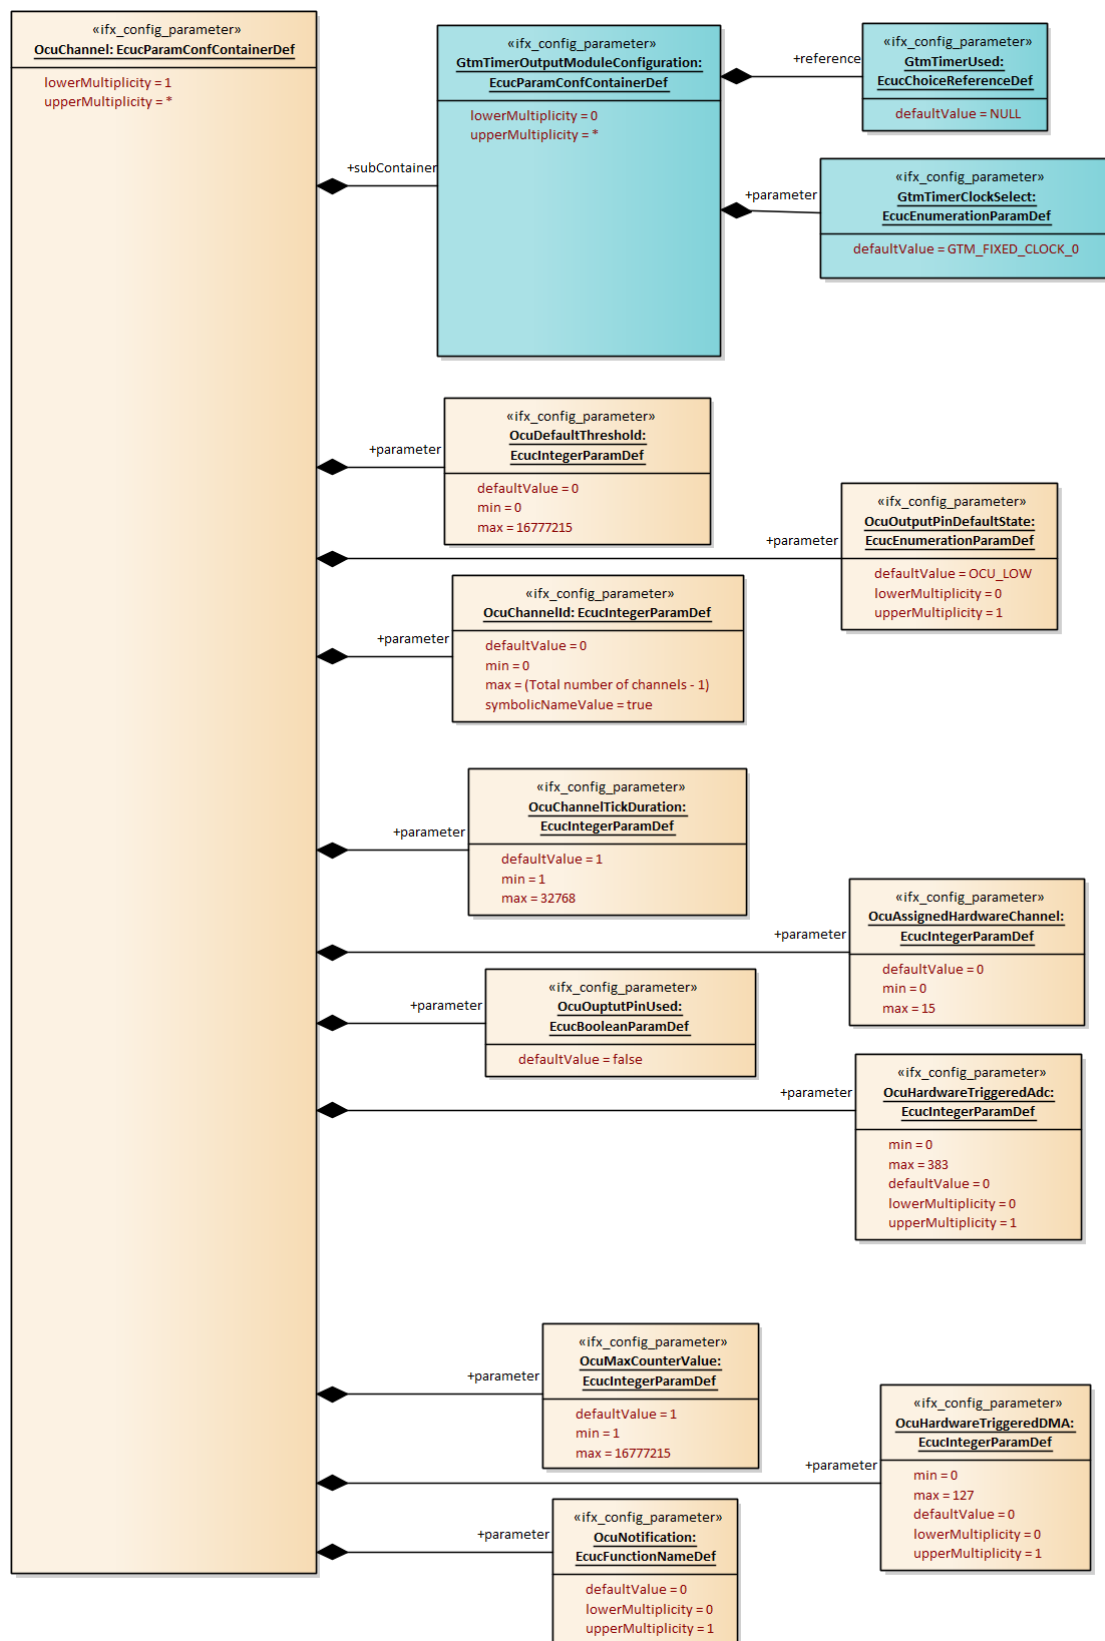 «ifx_config_parameter»
OcuChannel: EcucParamConfContainerDef
lowerMultiplicity = 1
upperMultiplicity = *
+subContainer
«ifx_config_parameter»
GtmTimerOutputModuleConfiguration:
EcucParamConfContainerDef
lowerMultiplicity = 0
upperMultiplicity = *
+reference
«ifx_config_parameter»
GtmTimerUsed:
EcucChoiceReferenceDef
defaultValue = NULL
+parameter
«ifx_config_parameter»
GtmTimerClockSelect:
EcucEnumerationParamDef
defaultValue = GTM_FIXED_CLOCK_0
+parameter
«ifx_config_parameter»
OcuDefaultThreshold:
EcucIntegerParamDef
defaultValue = 0
min = 0
max = 16777215
+parameter
«ifx_config_parameter»
OcuOutputPinDefaultState:
EcucEnumerationParamDef
defaultValue = OCU_LOW
lowerMultiplicity = 0
upperMultiplicity = 1
+parameter
«ifx_config_parameter»
OcuChannelId: EcucIntegerParamDef
defaultValue = 0
min = 0
max = (Total number of channels - 1)
symbolicNameValue = true
+parameter
«ifx_config_parameter»
OcuChannelTickDuration:
EcucIntegerParamDef
defaultValue = 1
min = 1
max = 32768
+parameter
«ifx_config_parameter»
OcuAssignedHardwareChannel:
EcucIntegerParamDef
defaultValue = 0
min = 0
max = 15
+parameter
«ifx_config_parameter»
OcuOuptutPinUsed:
EcucBooleanParamDef
defaultValue = false
+parameter
«ifx_config_parameter»
OcuHardwareTriggeredAdc:
EcucIntegerParamDef
min = 0
max = 383
defaultValue = 0
lowerMultiplicity = 0
upperMultiplicity = 1
+parameter
«ifx_config_parameter»
OcuMaxCounterValue:
EcucIntegerParamDef
defaultValue = 1
min = 1
max = 16777215
+parameter
«ifx_config_parameter»
OcuHardwareTriggeredDMA:
EcucIntegerParamDef
min = 0
max = 127
defaultValue = 0
lowerMultiplicity = 0
upperMultiplicity = 1
+parameter
«ifx_config_parameter»
OcuNotification:
EcucFunctionNameDef
defaultValue = 0
lowerMultiplicity = 0
upperMultiplicity = 1